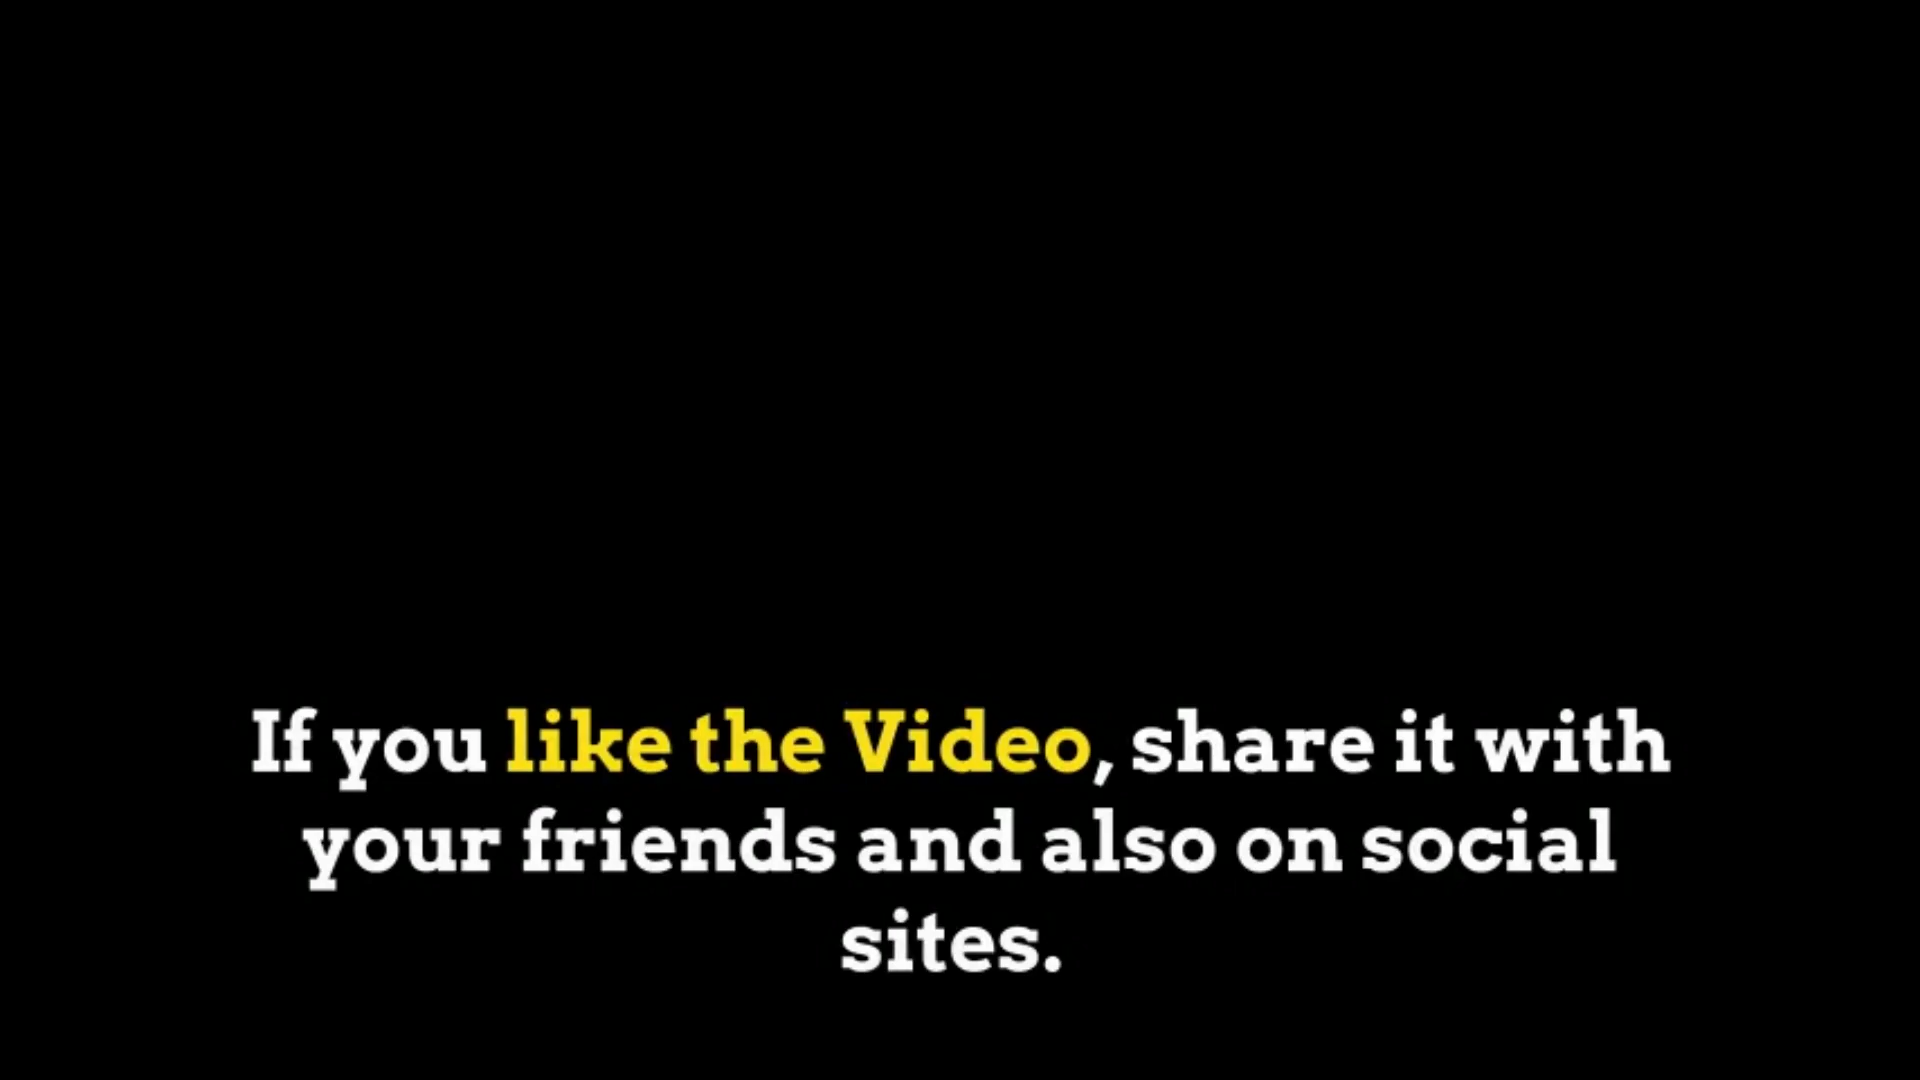 If you like the Video, share it with
your friends and also on social
sites.